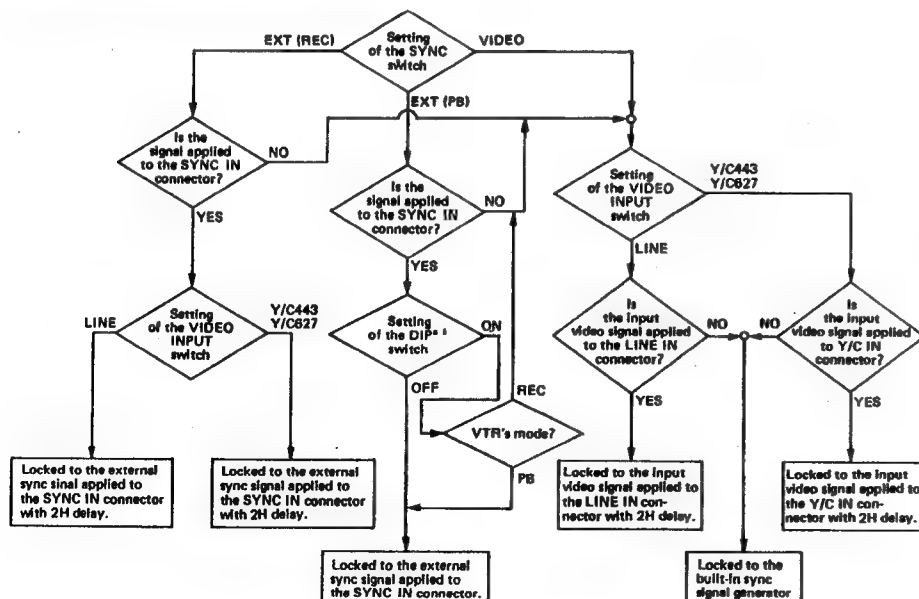 EXT (REC)
Setting
of the SYNC
switch
VIDEO
EXT (PB)
Is the
signal applied
to the SYNC IN
connector?
NO
YES
Is the
signal applied
to the SYNC IN
connector?
NO
YES
Setting
of the VIDEO
INPUT
switch
Y/C443
Y/C627
LINE
LINE
Setting
of the VIDEO
INPUT
switch
Y/C443
Y/C627
Setting
of the DIP
switch
ON
OFF
Is
the input
video signal applied
to the LINE IN
connector?
NO
YES
NO
Is
the input
video signal applied
to Y/C IN
connector?
YES
REC
VTR's mode?
PB
Locked to the external
sync sinal applied to
the SYNC IN connector
with 2H delay.
Locked to the external
sync signal applied to
the SYNC IN connector
with 2H delay.
Locked to the input
video signal applied to
the LINE IN con-
nector with 2H delay.
Locked to the input
video signal applied to
the Y/C IN con-
nector with 2H delay.
Locked to the external
sync signal applied to
the SYNC IN connector.
Locked to the
built-in sync
signal generator